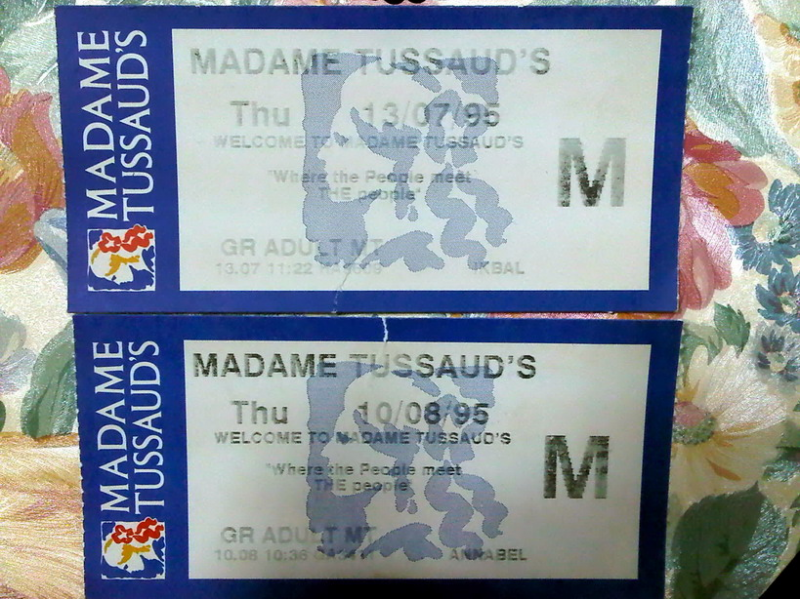 MADAME
TUSSAUD'S
MADAME TUSSAUD'S
Thu 13/07/95
WELCOME TO MADAME TUSSAUD'S
"Where the People meet
THE people"
M
GR ADULT MT
13.07 11:22 IKBAL
MADAME
TUSSAUD'S
MADAME TUSSAUD'S
Thu 10/08/95
WELCOME TO MADAME TUSSAUD'S
"Where the People meet
THE people"
M
GR ADULT MT
10.08 10:36 ANNABEL